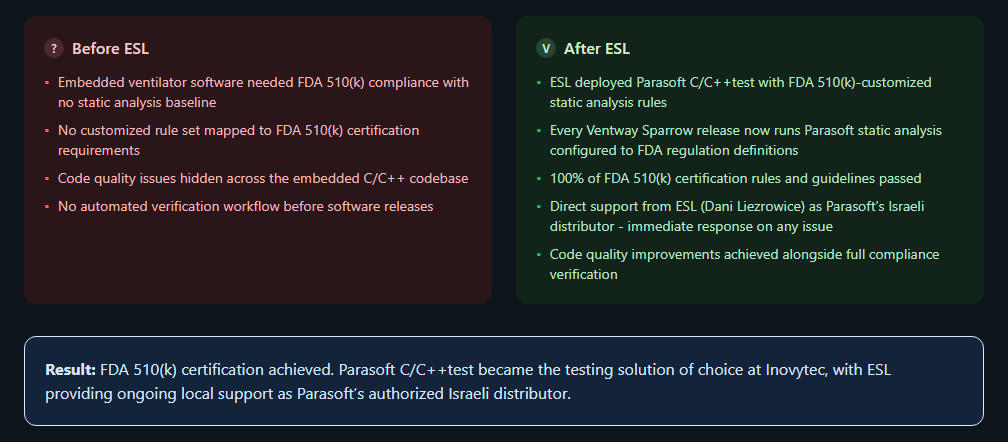 ? Before ESL
• Embedded ventilator software needed FDA 510(k) compliance with
no static analysis baseline
• No customized rule set mapped to FDA 510(k) certification
requirements
• Code quality issues hidden across the embedded C/C++ codebase
• No automated verification workflow before software releases
V After ESL
• ESL deployed Parasoft C/C++test with FDA 510(k)-customized
static analysis rules
• Every Ventway Sparrow release now runs Parasoft static analysis
configured to FDA regulation definitions
• 100% of FDA 510(k) certification rules and guidelines passed
• Direct support from ESL (Dani Liezrowice) as Parasoft's Israeli
distributor - immediate response on any issue
• Code quality improvements achieved alongside full compliance
verification
Result: FDA 510(k) certification achieved. Parasoft C/C++test became the testing solution of choice at Inovytec, with ESL
providing ongoing local support as Parasoft's authorized Israeli distributor.